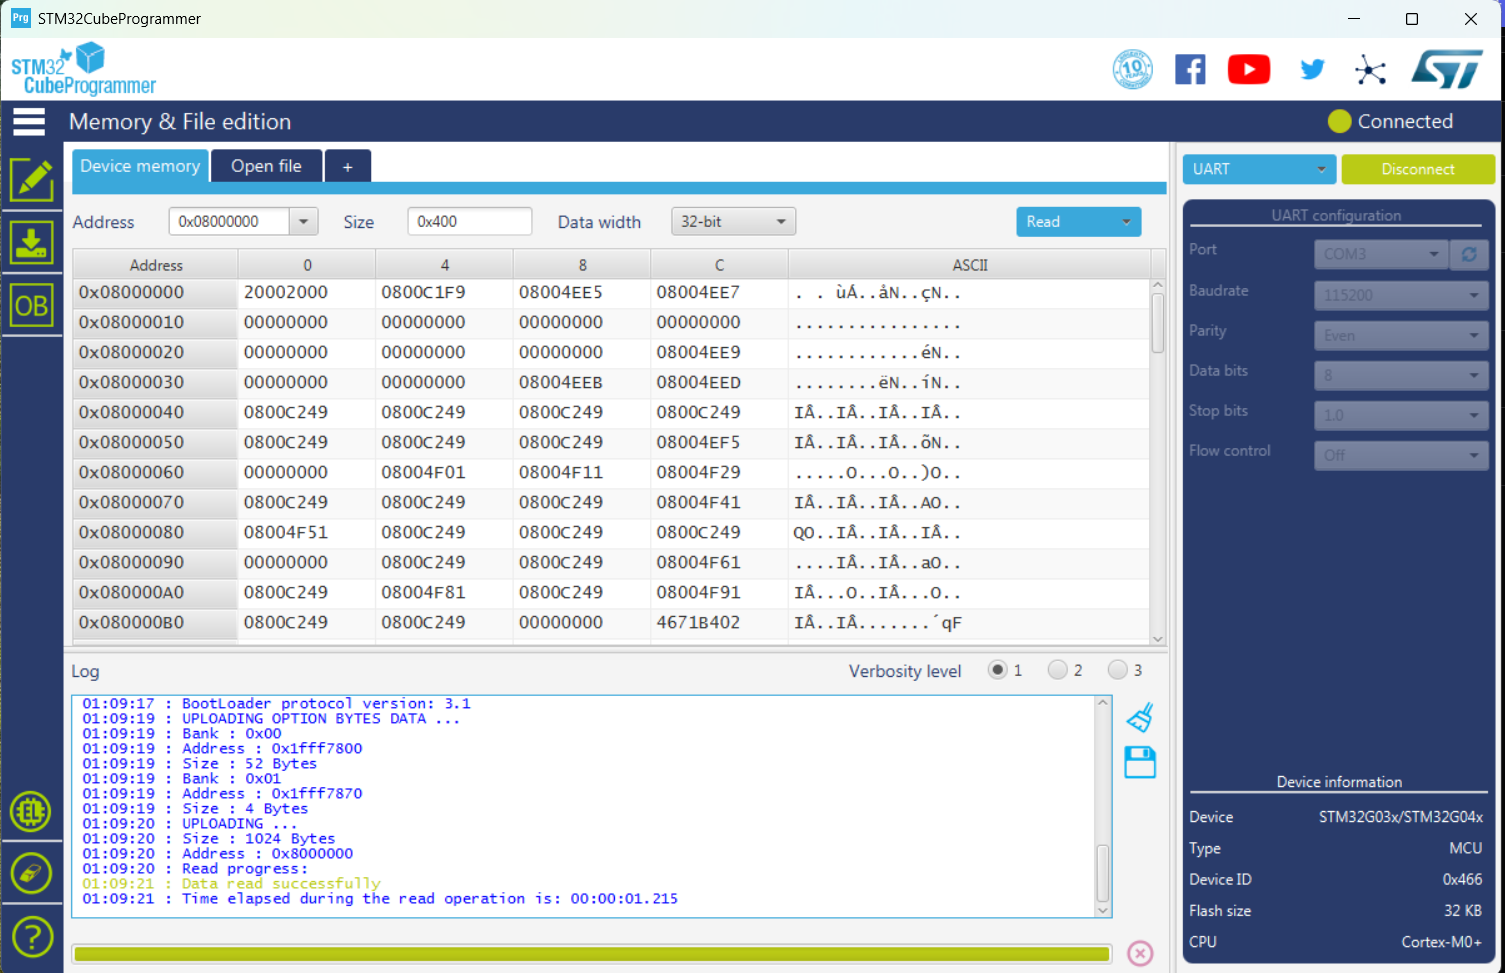 Prg STM32CubeProgrammer
STM32
CubeProgrammer
10
ST
Memory & File edition
Connected
Device memory Open file +
UART Disconnect
Address 0x08000000 Size 0x400 Data width 32-bit Read
Address 0 4 8 C ASCII
0x08000000 20002000 0800C1F9 08004EE5 08004EE7 . . ùÁ..åN..çN..
0x08000010 00000000 00000000 00000000 00000000 ................
0x08000020 00000000 00000000 00000000 08004EE9 ............éN..
0x08000030 00000000 00000000 08004EEB 08004EED ........ëN..íN..
0x08000040 0800C249 0800C249 0800C249 0800C249 IÂ..IÂ..IÂ..IÂ..
0x08000050 0800C249 0800C249 0800C249 08004EF5 IÂ..IÂ..IÂ..õN..
0x08000060 00000000 08004F01 08004F11 08004F29 .....O...O..)O..
0x08000070 0800C249 0800C249 0800C249 08004F41 IÂ..IÂ..IÂ..AO..
0x08000080 08004F51 0800C249 0800C249 0800C249 QO..IÂ..IÂ..IÂ..
0x08000090 00000000 0800C249 0800C249 08004F61 ....IÂ..IÂ..aO..
0x080000A0 0800C249 08004F81 0800C249 08004F91 IÂ...O..IÂ...O..
0x080000B0 0800C249 0800C249 00000000 4671B402 IÂ..IÂ.......´qF
OB
Log Verbosity level 1 2 3
01:09:17 : BootLoader protocol version: 3.1
01:09:19 : UPLOADING OPTION BYTES DATA ...
01:09:19 : Bank : 0x00
01:09:19 : Address : 0x1fff7800
01:09:19 : Size : 52 Bytes
01:09:19 : Bank : 0x01
01:09:19 : Address : 0x1fff7870
01:09:19 : Size : 4 Bytes
01:09:20 : UPLOADING ...
01:09:20 : Size : 1024 Bytes
01:09:20 : Address : 0x8000000
01:09:20 : Read progress:
01:09:21 : Data read successfully
01:09:21 : Time elapsed during the read operation is: 00:00:01.215
UART configuration
Port COM3
Baudrate 115200
Parity Even
Data bits 8
Stop bits 1.0
Flow control Off
Device information
Device STM32G03x/STM32G04x
Type MCU
Device ID 0x466
Flash size 32 KB
CPU Cortex-M0+